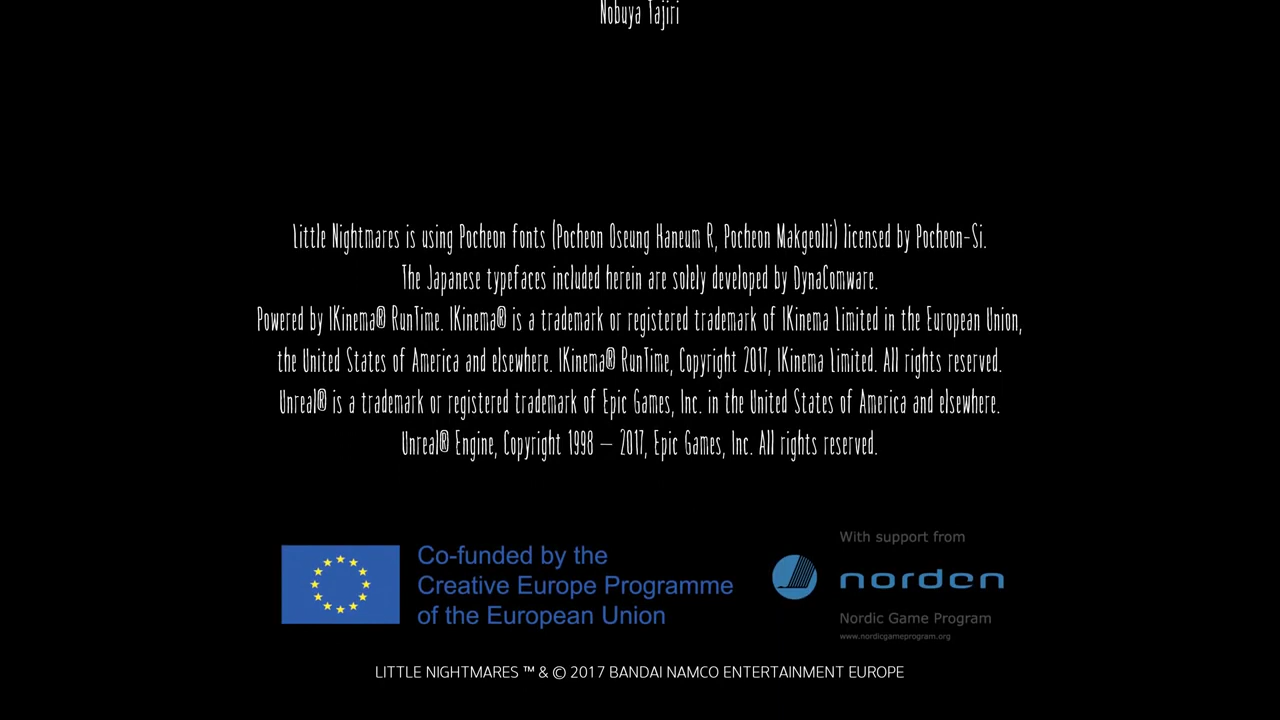 Nobuya Tajiri
Little Nightmares is using Pocheon fonts (Pocheon Oseung Haneum R, Pocheon Makgeolli) licensed by Pocheon-Si.
The Japanese typefaces included herein are solely developed by DynaComware.
Powered by IKinema® RunTime. IKinema® is a trademark or registered trademark of IKinema Limited in the European Union,
the United States of America and elsewhere. IKinema® RunTime, Copyright 2017, IKinema Limited. All rights reserved.
Unreal® is a trademark or registered trademark of Epic Games, Inc. in the United States of America and elsewhere.
Unreal® Engine, Copyright 1998 – 2017, Epic Games, Inc. All rights reserved.
Co-funded by the
Creative Europe Programme
of the European Union
With support from
norden
Nordic Game Program
www.nordicgameprogram.org
LITTLE NIGHTMARES ™ & © 2017 BANDAI NAMCO ENTERTAINMENT EUROPE